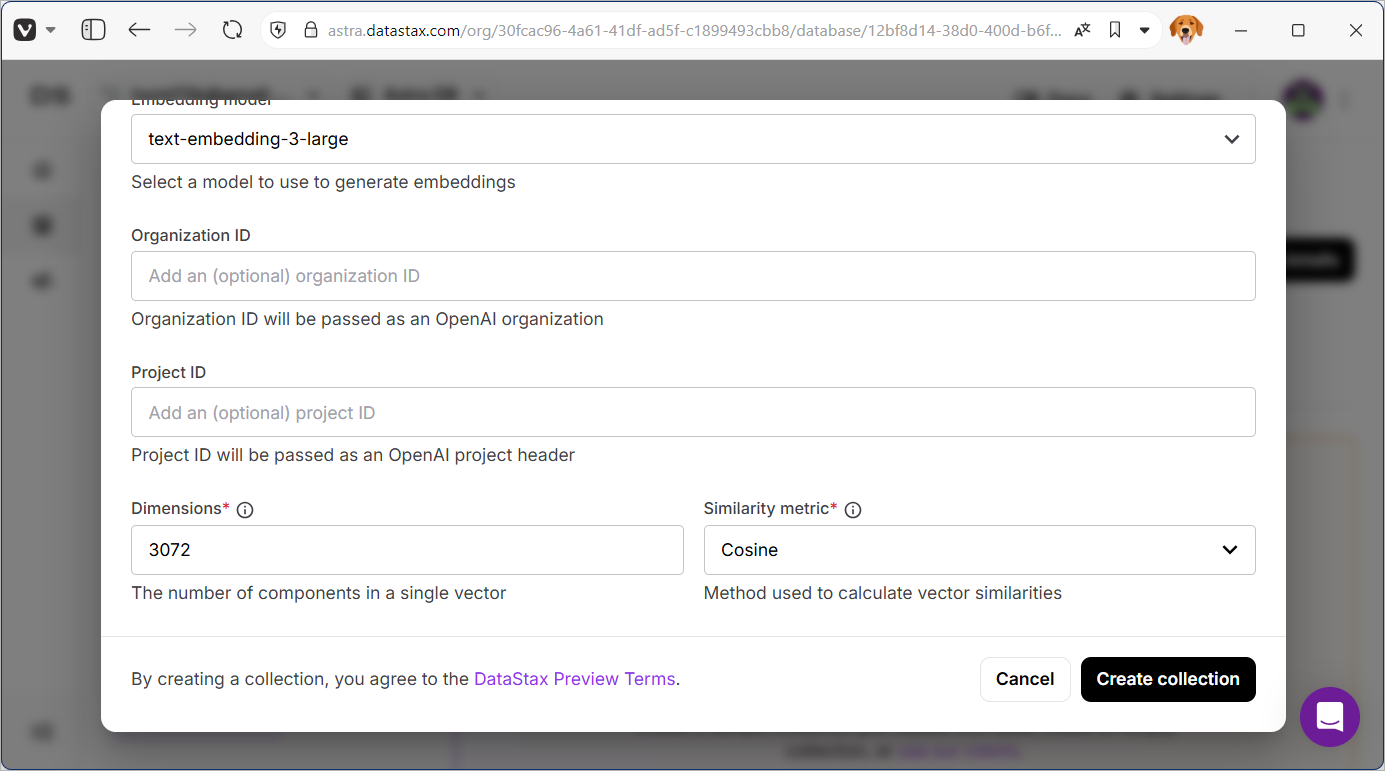 astra.datastax.com/org/30fcac96-4a61-41df-ad5f-c1899493cbb8/database/12bf8d14-38d0-400d-b6f...
Embedding model
text-embedding-3-large
Select a model to use to generate embeddings
Organization ID
Add an (optional) organization ID
Organization ID will be passed as an OpenAI organization
Project ID
Add an (optional) project ID
Project ID will be passed as an OpenAI project header
Dimensions* Similarity metric*
3072 Cosine
The number of components in a single vector Method used to calculate vector similarities
By creating a collection, you agree to the DataStax Preview Terms. Cancel Create collection